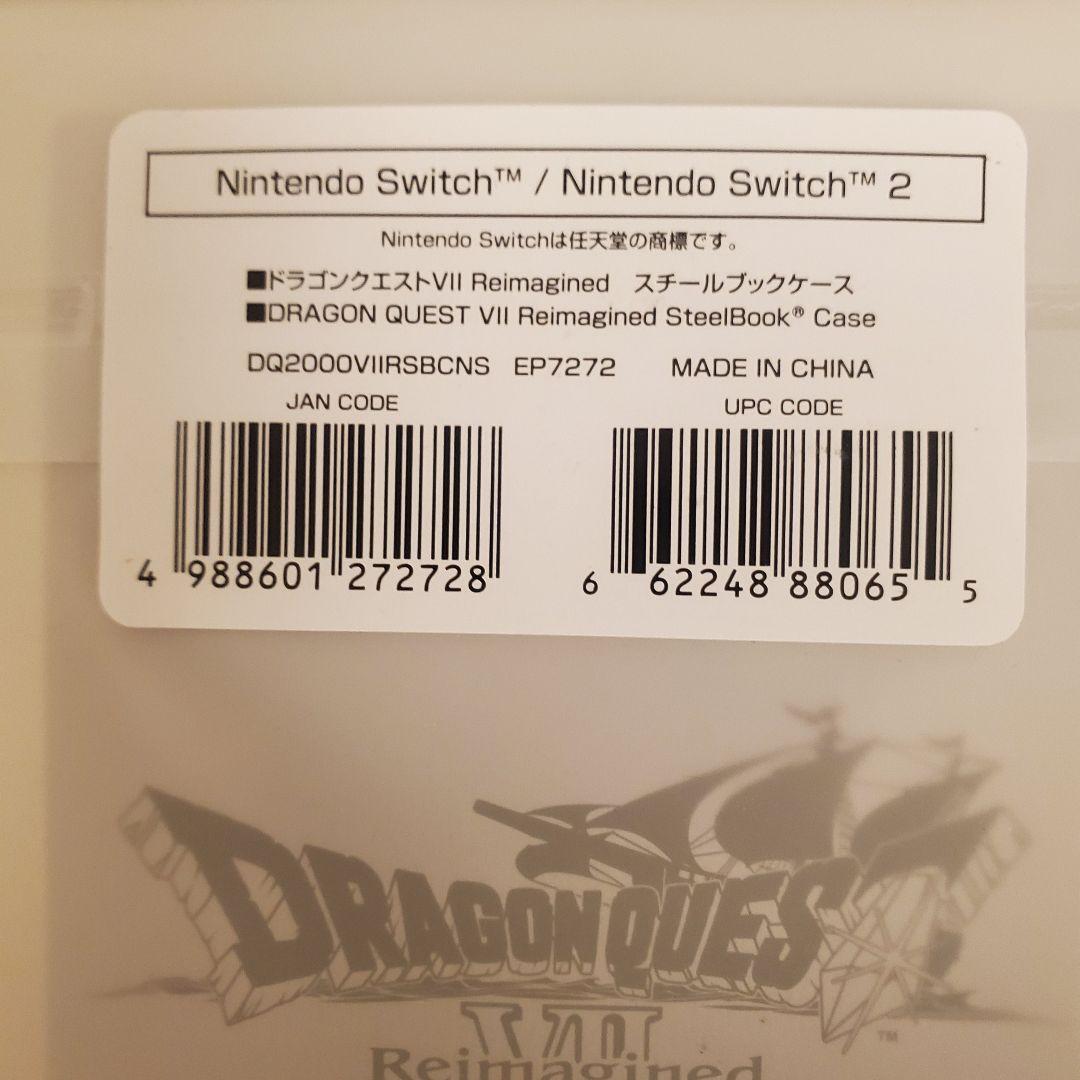 Nintendo Switch™ / Nintendo Switch™ 2
Nintendo Switchは任天堂の商標です。
■ドラゴンクエストVII Reimagined　スチールブックケース
■DRAGON QUEST VII Reimagined SteelBook® Case
DQ2000VIIRSBCNS EP7272 MADE IN CHINA
JAN CODE UPC CODE
4 988601 272728 6 62248 88065 5
DRAGON QUEST
VII ™
Reimagined